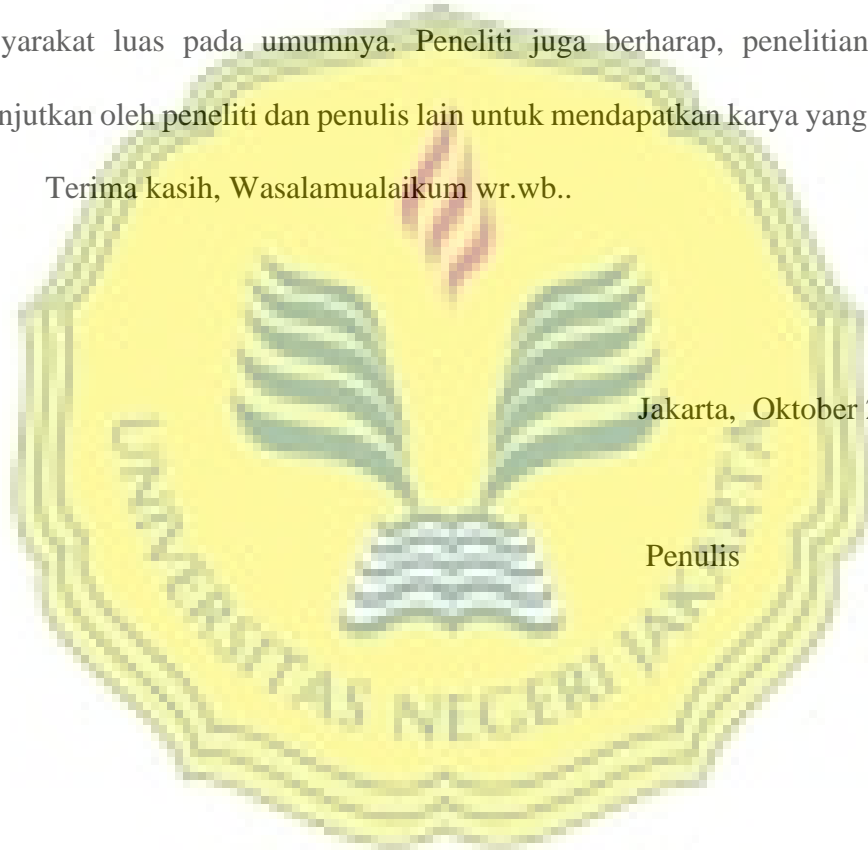 yarakat luas pada umumnya. Peneliti juga berharap, penelitian
njutkan oleh peneliti dan penulis lain untuk mendapatkan karya yang
Terima kasih, Wasalamualaikum wr.wb..
Jakarta, Oktober
Penulis
UNIVERSITAS NEGERI JAKARTA